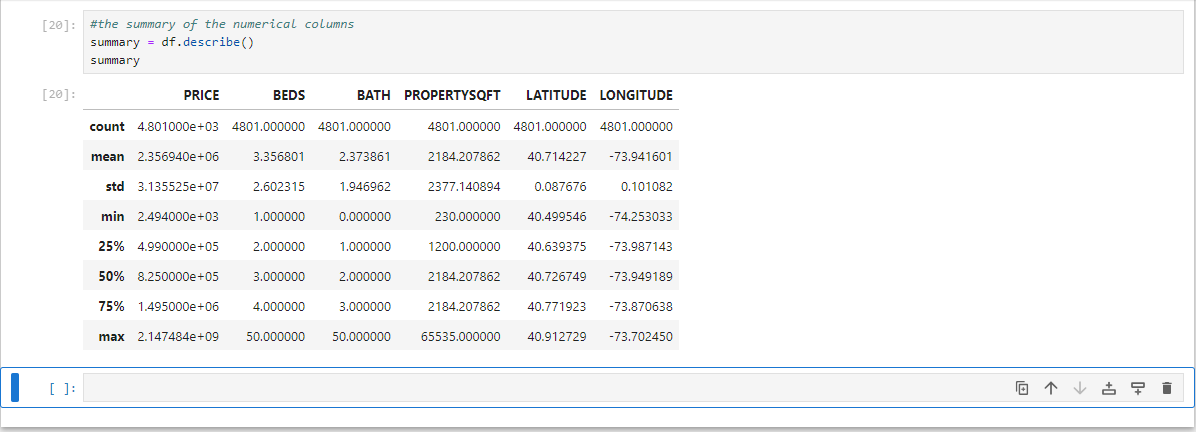 [20]: #the summary of the numerical columns
summary = df.describe()
summary
[20]:
PRICE BEDS BATH PROPERTYSQFT LATITUDE LONGITUDE
count 4.801000e+03 4801.000000 4801.000000 4801.000000 4801.000000 4801.000000
mean 2.356940e+06 3.356801 2.373861 2184.207862 40.714227 -73.941601
std 3.135525e+07 2.602315 1.946962 2377.140894 0.087676 0.101082
min 2.494000e+03 1.000000 0.000000 230.000000 40.499546 -74.253033
25% 4.990000e+05 2.000000 1.000000 1200.000000 40.639375 -73.987143
50% 8.250000e+05 3.000000 2.000000 2184.207862 40.726749 -73.949189
75% 1.495000e+06 4.000000 3.000000 2184.207862 40.771923 -73.870638
max 2.147484e+09 50.000000 50.000000 65535.000000 40.912729 -73.702450
[ ]: